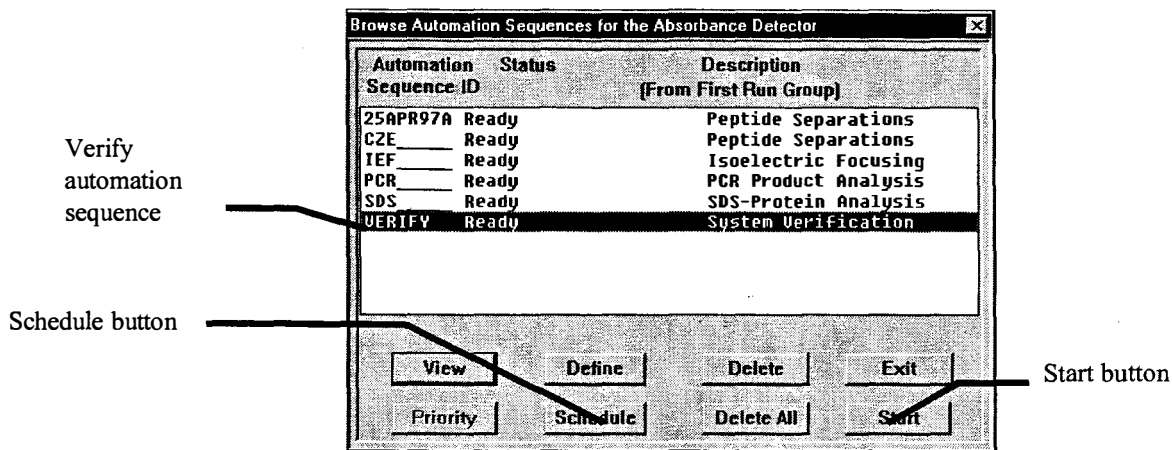 Browse Automation Sequences for the Absorbance Detector
Automation Status Description
Sequence ID (From First Run Group)
25APR97A Ready Peptide Separations
CZE_____ Ready Peptide Separations
IEF_____ Ready Isoelectric Focusing
PCR_____ Ready PCR Product Analysis
SDS_____ Ready SDS-Protein Analysis
VERIFY Ready System Verification
Verify
automation
sequence
Schedule button
View Define Delete Exit
Start button
Priority Schedule Delete All Start